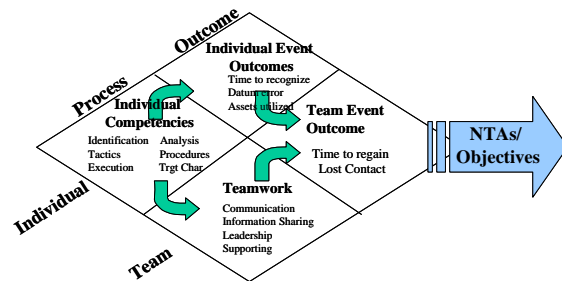 Outcome
Process
Individual Event
Outcomes
Time to recognize
Datum error
Assets utilized
Individual
Competencies
Identification Analysis
Tactics Procedures
Execution Trgt Char
Team Event
Outcome
Time to regain
Lost Contact
NTAs/
Objectives
Teamwork
Communication
Information Sharing
Leadership
Supporting
Individual
Team